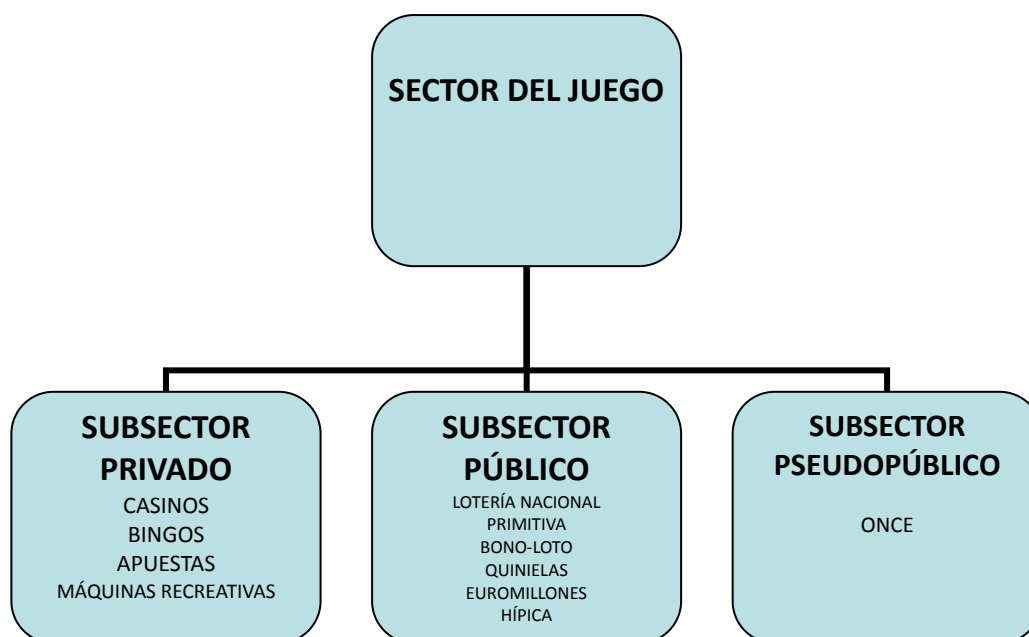 SECTOR DEL JUEGO
SUBSECTOR
PRIVADO
CASINOS
BINGOS
APUESTAS
MÁQUINAS RECREATIVAS
SUBSECTOR
PÚBLICO
LOTERÍA NACIONAL
PRIMITIVA
BONO-LOTO
QUINIELAS
EUROMILLONES
HÍPICA
SUBSECTOR
PSEUDOPÚBLICO
ONCE